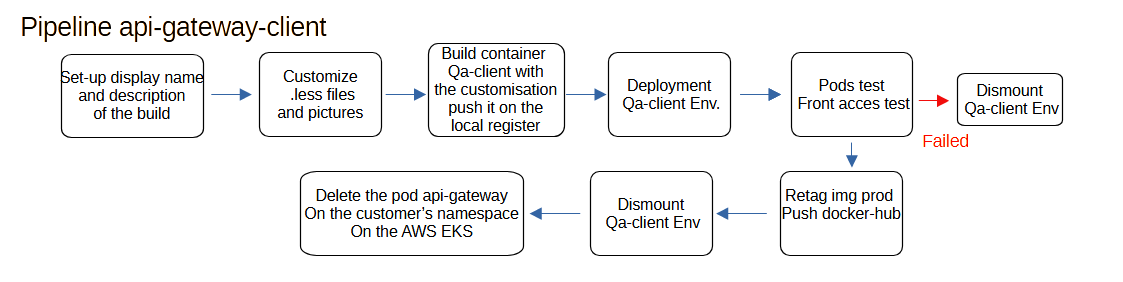 Pipeline api-gateway-client
Set-up display name
and description
of the build
Customize
.less files
and pictures
Build container
Qa-client with
the customisation
push it on the
local register
Deployment
Qa-client Env.
Pods test
Front acces test
Failed
Dismount
Qa-client Env
Retag img prod
Push docker-hub
Dismount
Qa-client Env
Delete the pod api-gateway
On the customer's namespace
On the AWS EKS